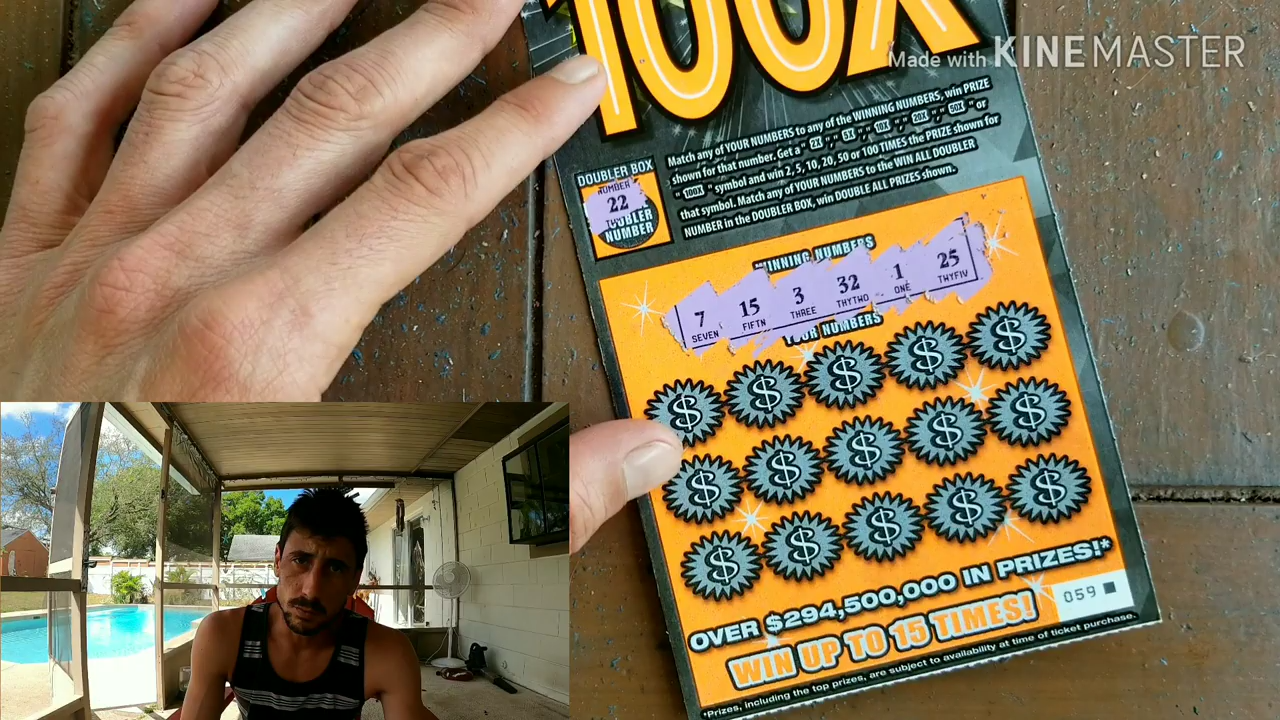 100X
Made with KINEMASTER
Match any of YOUR NUMBERS to any of the WINNING NUMBERS, win PRIZE
shown for that number. Get a "2X", "5X", "10X", "20X", "50X" or
"100X" symbol and win 2, 5, 10, 20, 50 or 100 TIMES the PRIZE shown for
that symbol. Match any of YOUR NUMBERS to the WIN ALL DOUBLER
NUMBER in the DOUBLER BOX, win DOUBLE ALL PRIZES shown.
DOUBLER BOX
NUMBER
22
DOUBLER
NUMBER
WINNING NUMBERS
7 15 3 32 1 25
SEVEN FIFTN THREE THYTWO ONE TWYFIV
YOUR NUMBERS
$ $ $ $ $
$ $ $ $ $
$ $ $ $ $
OVER $294,500,000 IN PRIZES!*
WIN UP TO 15 TIMES!
059
*Prizes, including the top prizes, are subject to availability at time of ticket purchase.